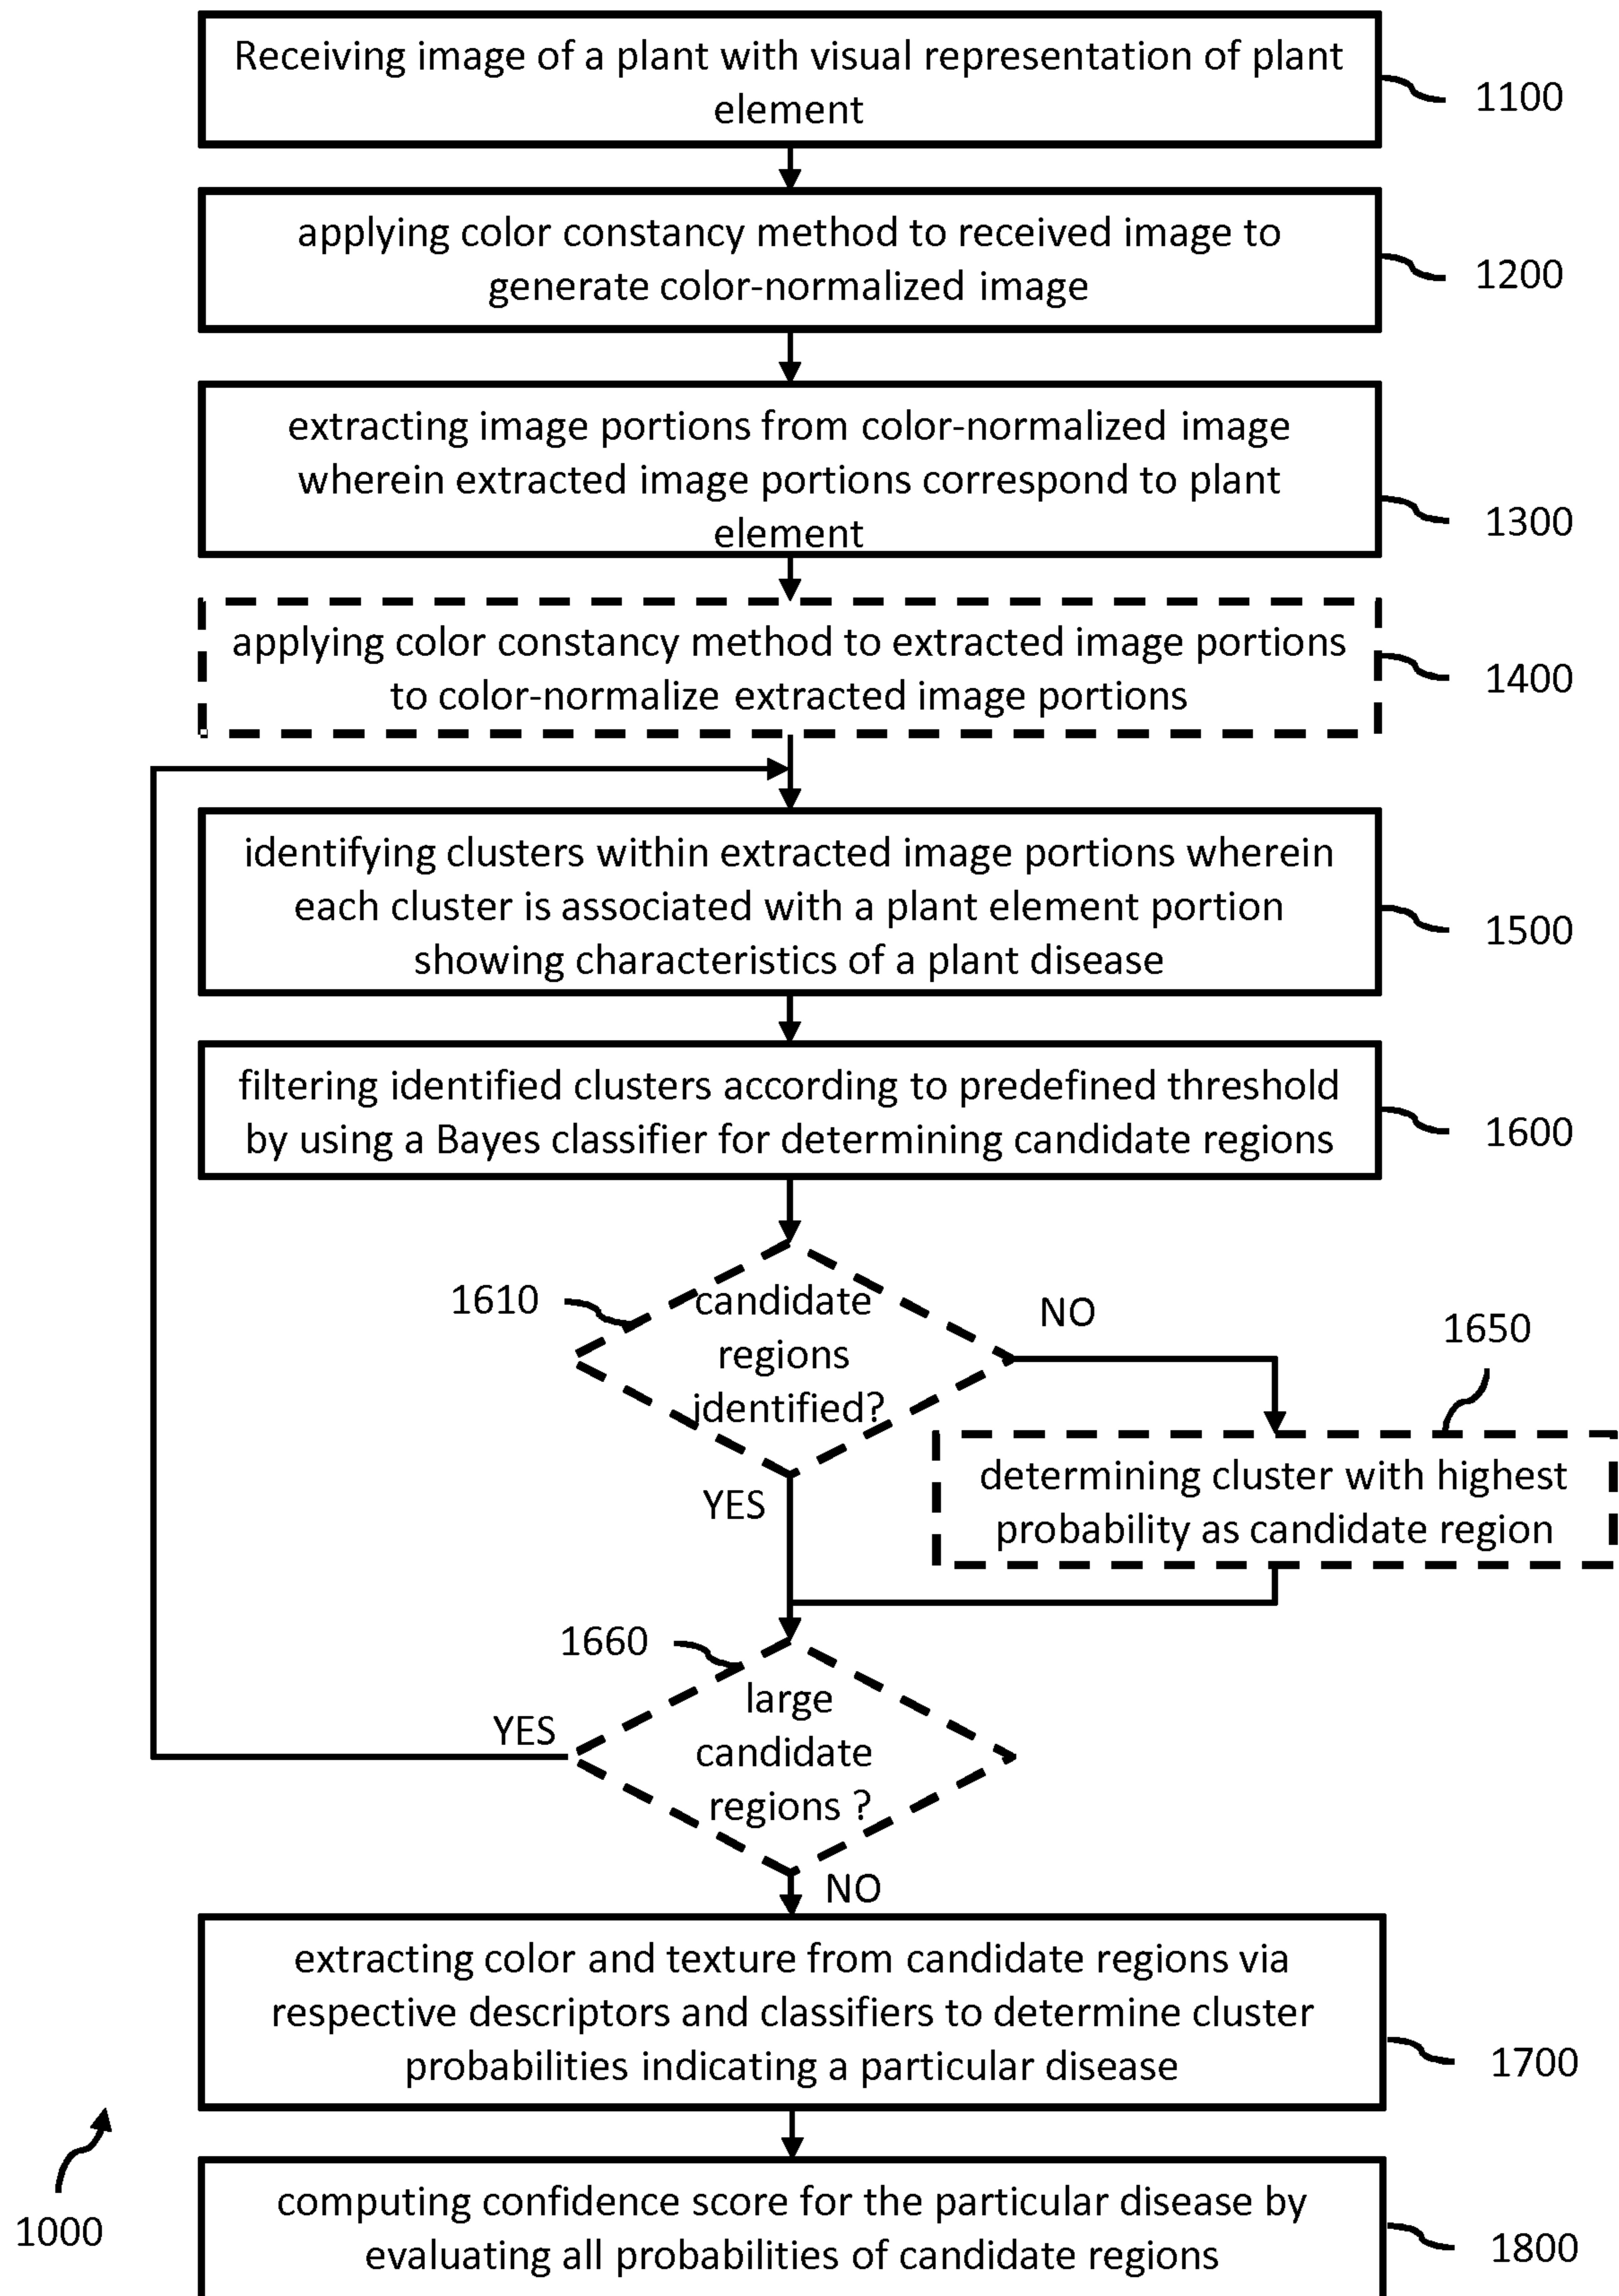 Receiving image of a plant with visual representation of plant
element
1100
applying color constancy method to received image to
generate color-normalized image
1200
extracting image portions from color-normalized image
wherein extracted image portions correspond to plant
element
1300
applying color constancy method to extracted image portions
to color-normalize extracted image portions
1400
identifying clusters within extracted image portions wherein
each cluster is associated with a plant element portion
showing characteristics of a plant disease
1500
filtering identified clusters according to predefined threshold
by using a Bayes classifier for determining candidate regions
1600
1610
candidate
regions
identified?
NO
1650
determining cluster with highest
probability as candidate region
YES
1660
large
candidate
regions ?
YES
NO
extracting color and texture from candidate regions via
respective descriptors and classifiers to determine cluster
probabilities indicating a particular disease
1700
computing confidence score for the particular disease by
evaluating all probabilities of candidate regions
1800
1000